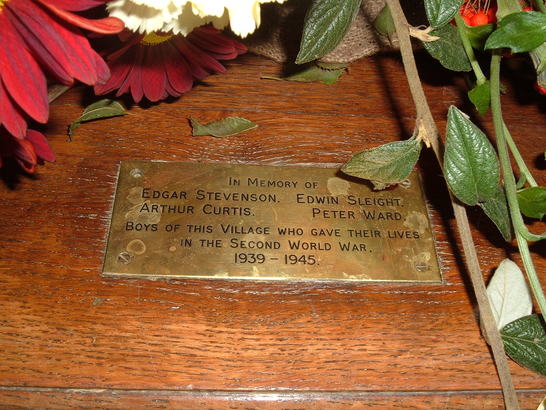 In Memory of
Edgar Stevenson. Edwin Sleight.
Arthur Curtis. Peter Ward.
Boys of this Village who gave their lives
in the Second World War.
1939 – 1945.